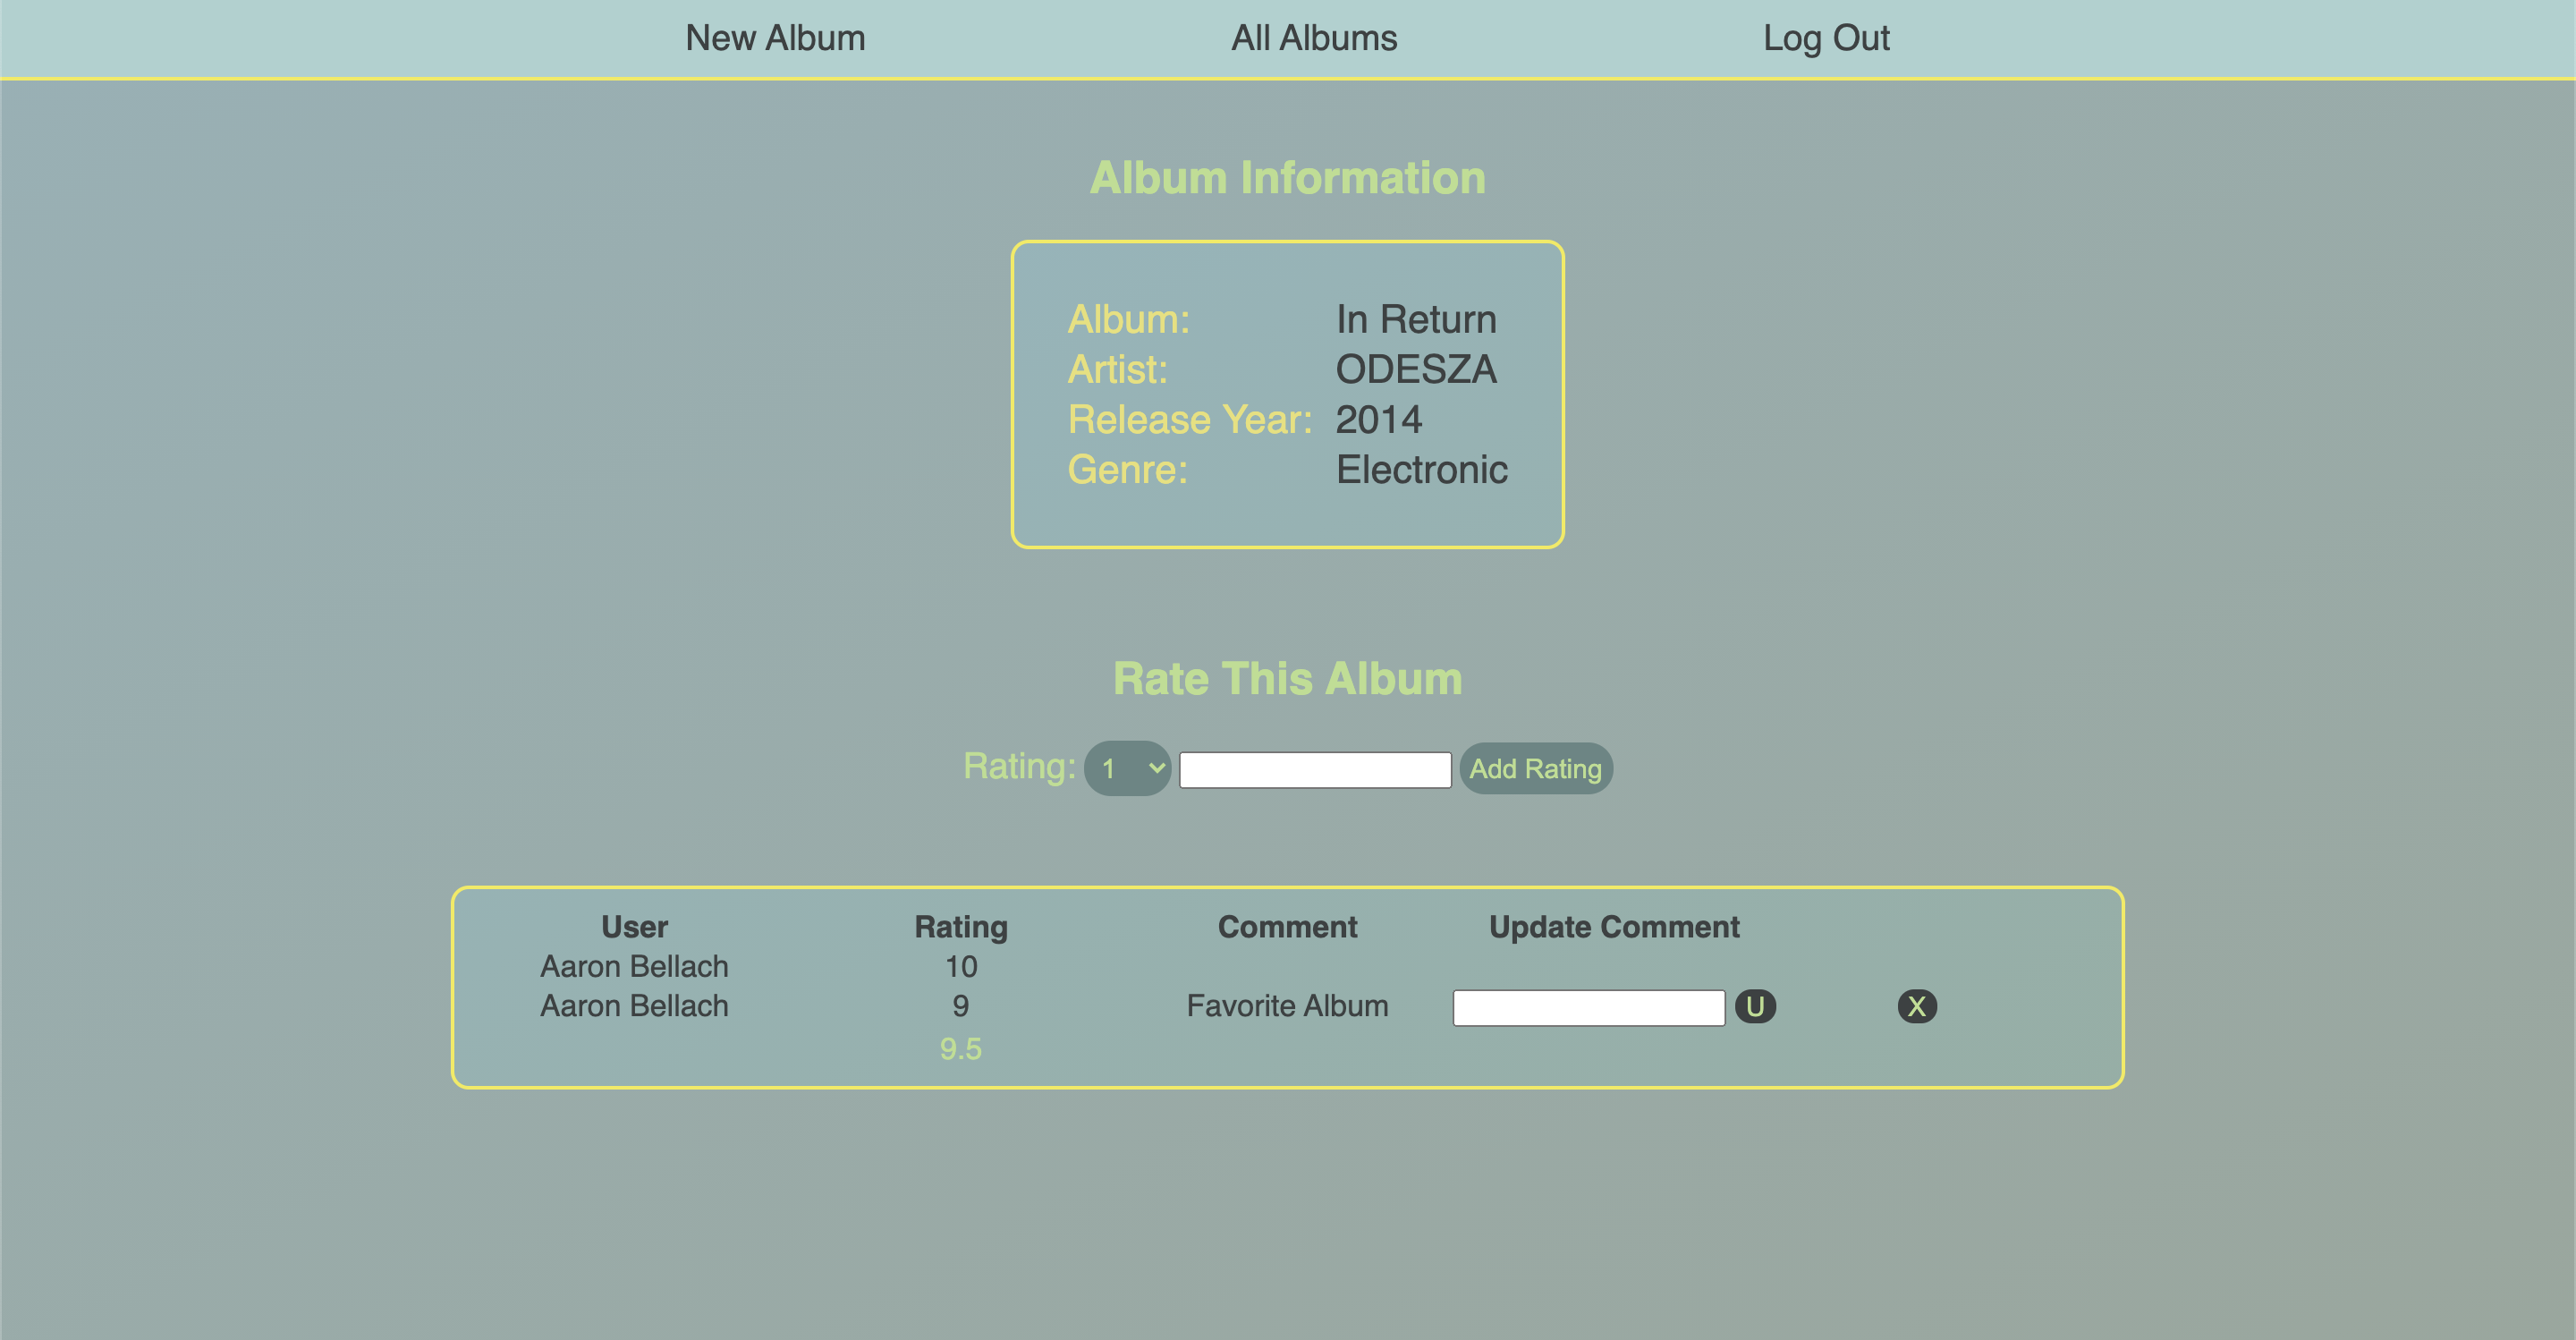 New Album All Albums Log Out
Album Information
Album: In Return
Artist: ODESZA
Release Year: 2014
Genre: Electronic
Rate This Album
Rating: 1 Add Rating
User Rating Comment Update Comment
Aaron Bellach 10
Aaron Bellach 9 Favorite Album U X
9.5